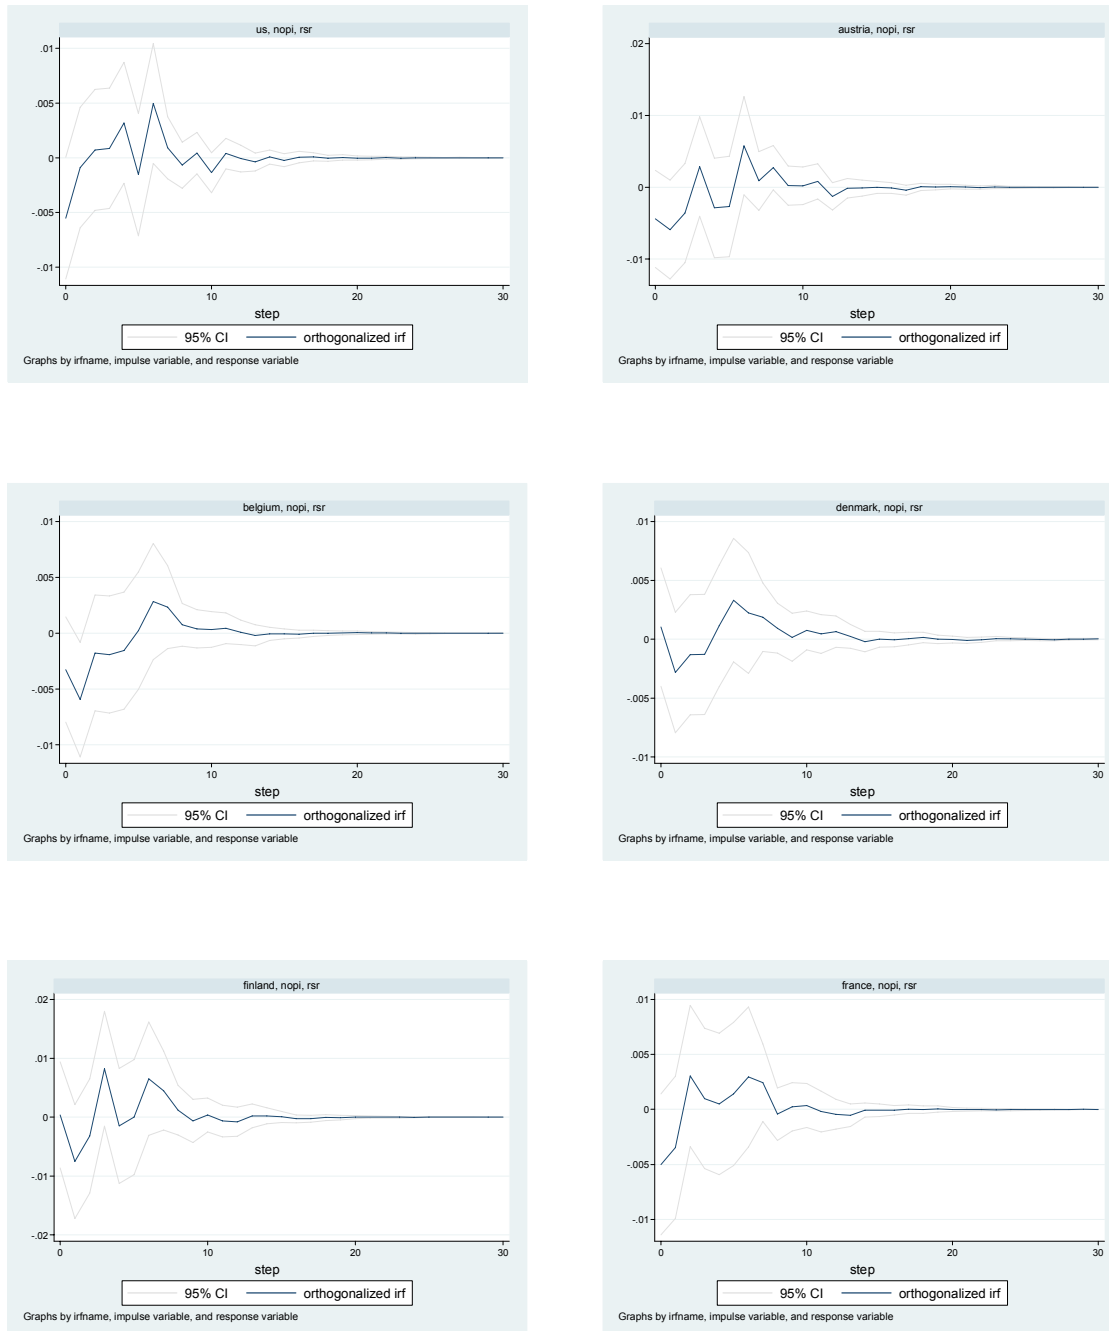 us, nopi, rsr
.01
.005
0
-.005
-.01
0 10 20 30
step
95% CI orthogonalized irf
Graphs by irfname, impulse variable, and response variable
austria, nopi, rsr
.02
.01
0
-.01
0 10 20 30
step
95% CI orthogonalized irf
Graphs by irfname, impulse variable, and response variable
belgium, nopi, rsr
.01
.005
0
-.005
-.01
0 10 20 30
step
95% CI orthogonalized irf
Graphs by irfname, impulse variable, and response variable
denmark, nopi, rsr
.01
.005
0
-.005
-.01
0 10 20 30
step
95% CI orthogonalized irf
Graphs by irfname, impulse variable, and response variable
finland, nopi, rsr
.02
.01
0
-.01
-.02
0 10 20 30
step
95% CI orthogonalized irf
Graphs by irfname, impulse variable, and response variable
france, nopi, rsr
.01
.005
0
-.005
-.01
0 10 20 30
step
95% CI orthogonalized irf
Graphs by irfname, impulse variable, and response variable